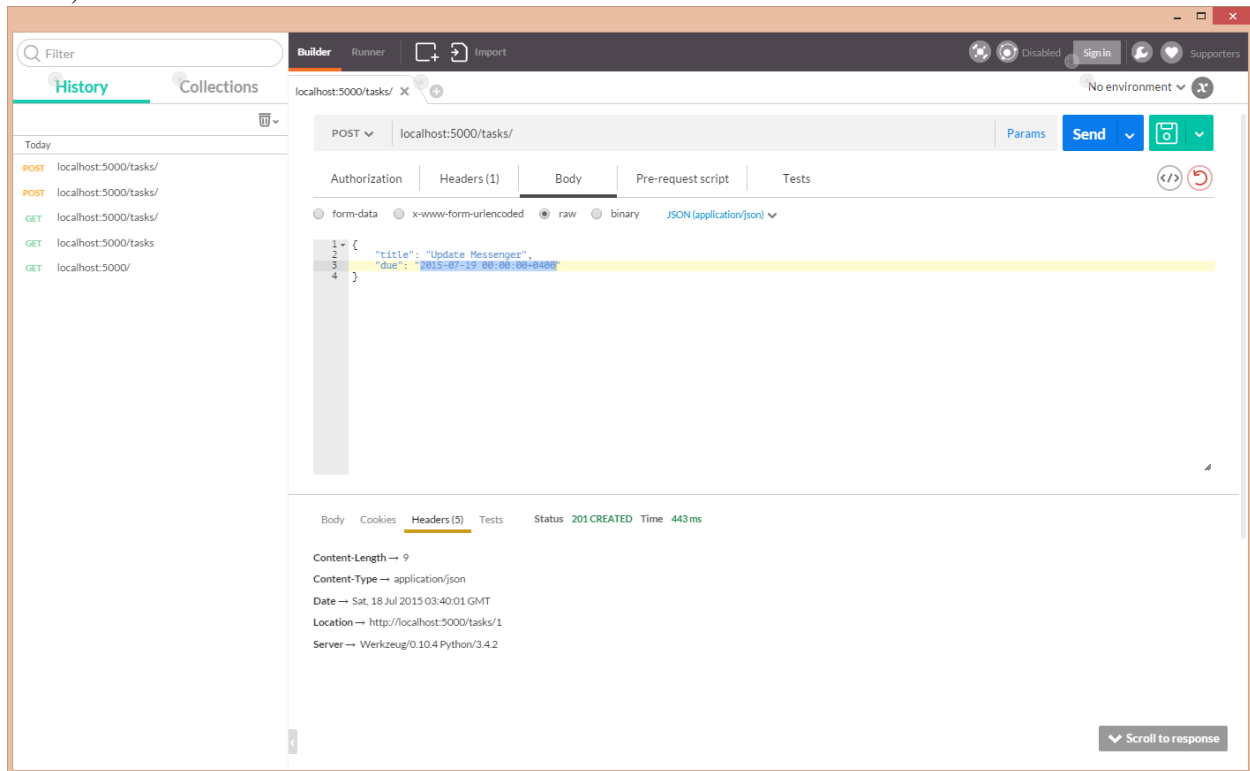 Filter
Builder Runner Import Disabled Sign in Supporters
History Collections
localhost:5000/tasks/ No environment
Today
POST localhost:5000/tasks/
POST localhost:5000/tasks/
GET localhost:5000/tasks/
GET localhost:5000/tasks
GET localhost:5000/
POST localhost:5000/tasks/ Params Send
Authorization Headers (1) Body Pre-request script Tests
form-data x-www-form-urlencoded raw binary JSON (application/json)
1 {
2 "title": "Update Messenger",
3 "due": "2015-07-19 00:00:00+0400"
4 }
Body Cookies Headers (5) Tests Status 201 CREATED Time 443 ms
Content-Length → 9
Content-Type → application/json
Date → Sat, 18 Jul 2015 03:40:01 GMT
Location → http://localhost:5000/tasks/1
Server → Werkzeug/0.10.4 Python/3.4.2
Scroll to response